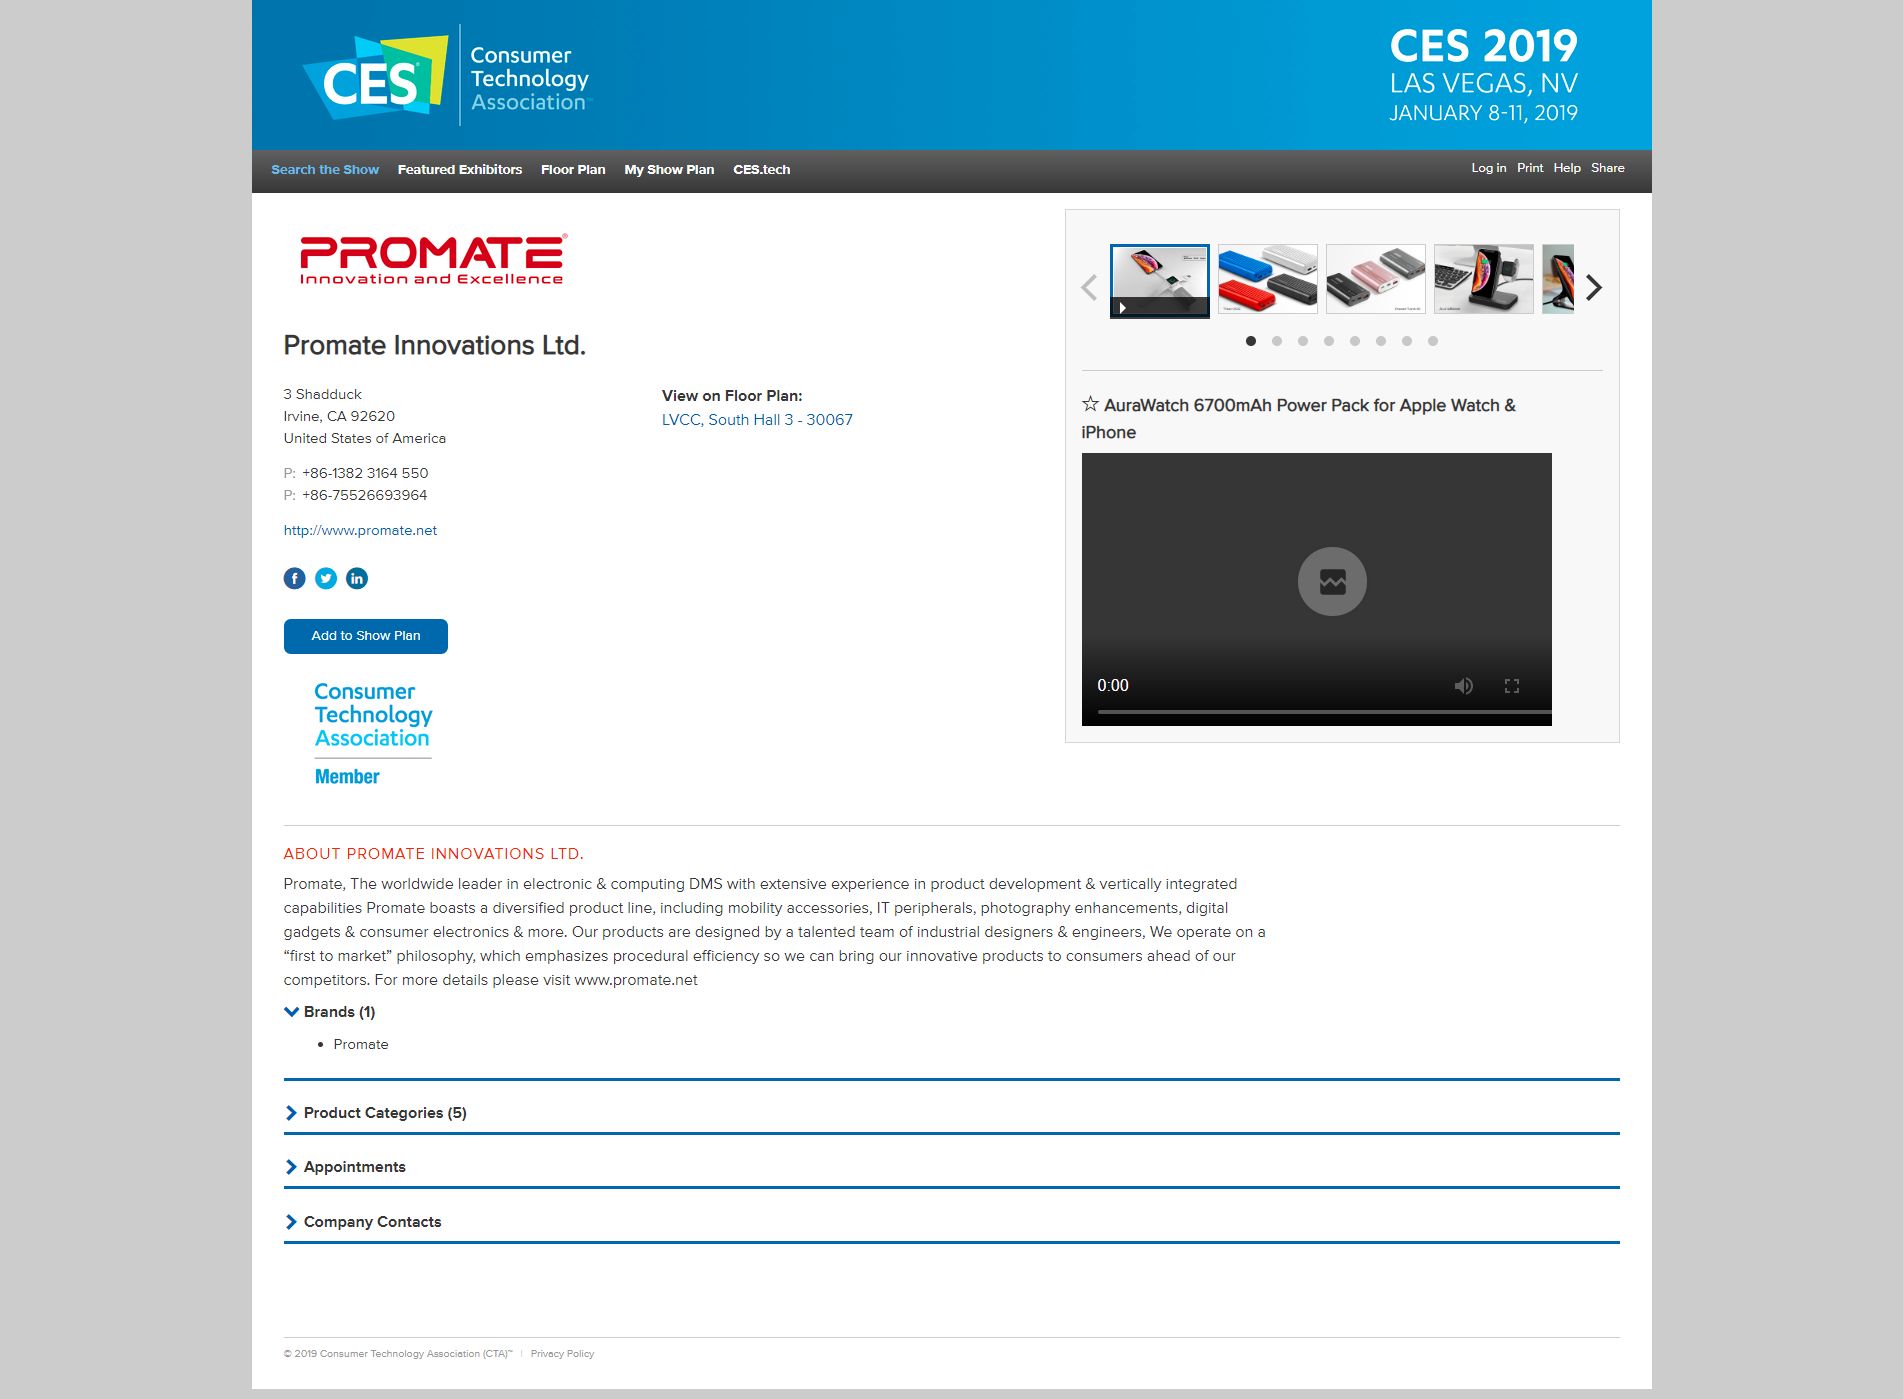 CES
Consumer
Technology
Association™
CES 2019
LAS VEGAS, NV
JANUARY 8-11, 2019
Search the Show Featured Exhibitors Floor Plan My Show Plan CES.tech
Log in Print Help Share
PROMATE®
Innovation and Excellence
Promate Innovations Ltd.
3 Shadduck
Irvine, CA 92620
United States of America
P: +86-1382 3164 550
P: +86-75526693964
http://www.promate.net
Add to Show Plan
Consumer
Technology
Association
Member
View on Floor Plan:
LVCC, South Hall 3 - 30067
☆ AuraWatch 6700mAh Power Pack for Apple Watch &
iPhone
0:00
ABOUT PROMATE INNOVATIONS LTD.
Promate, The worldwide leader in electronic & computing DMS with extensive experience in product development & vertically integrated
capabilities Promate boasts a diversified product line, including mobility accessories, IT peripherals, photography enhancements, digital
gadgets & consumer electronics & more. Our products are designed by a talented team of industrial designers & engineers, We operate on a
“first to market” philosophy, which emphasizes procedural efficiency so we can bring our innovative products to consumers ahead of our
competitors. For more details please visit www.promate.net
Brands (1)
• Promate
Product Categories (5)
Appointments
Company Contacts
© 2019 Consumer Technology Association (CTA)™ | Privacy Policy